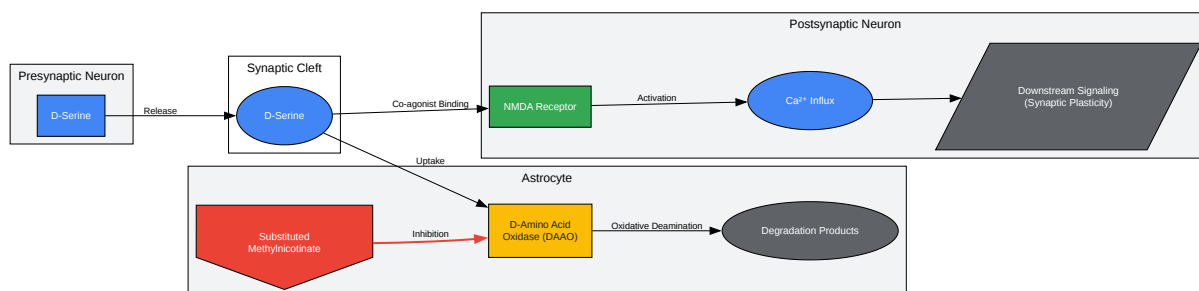 Postsynaptic Neuron
Presynaptic Neuron
D-Serine
Release
Synaptic Cleft
D-Serine
Co-agonist Binding
NMDA Receptor
Activation
Ca²⁺ Influx
Downstream Signaling
(Synaptic Plasticity)
Uptake
Astrocyte
Substituted
Methylnicotinate
Inhibition
D-Amino Acid
Oxidase (DAAO)
Oxidative Deamination
Degradation Products